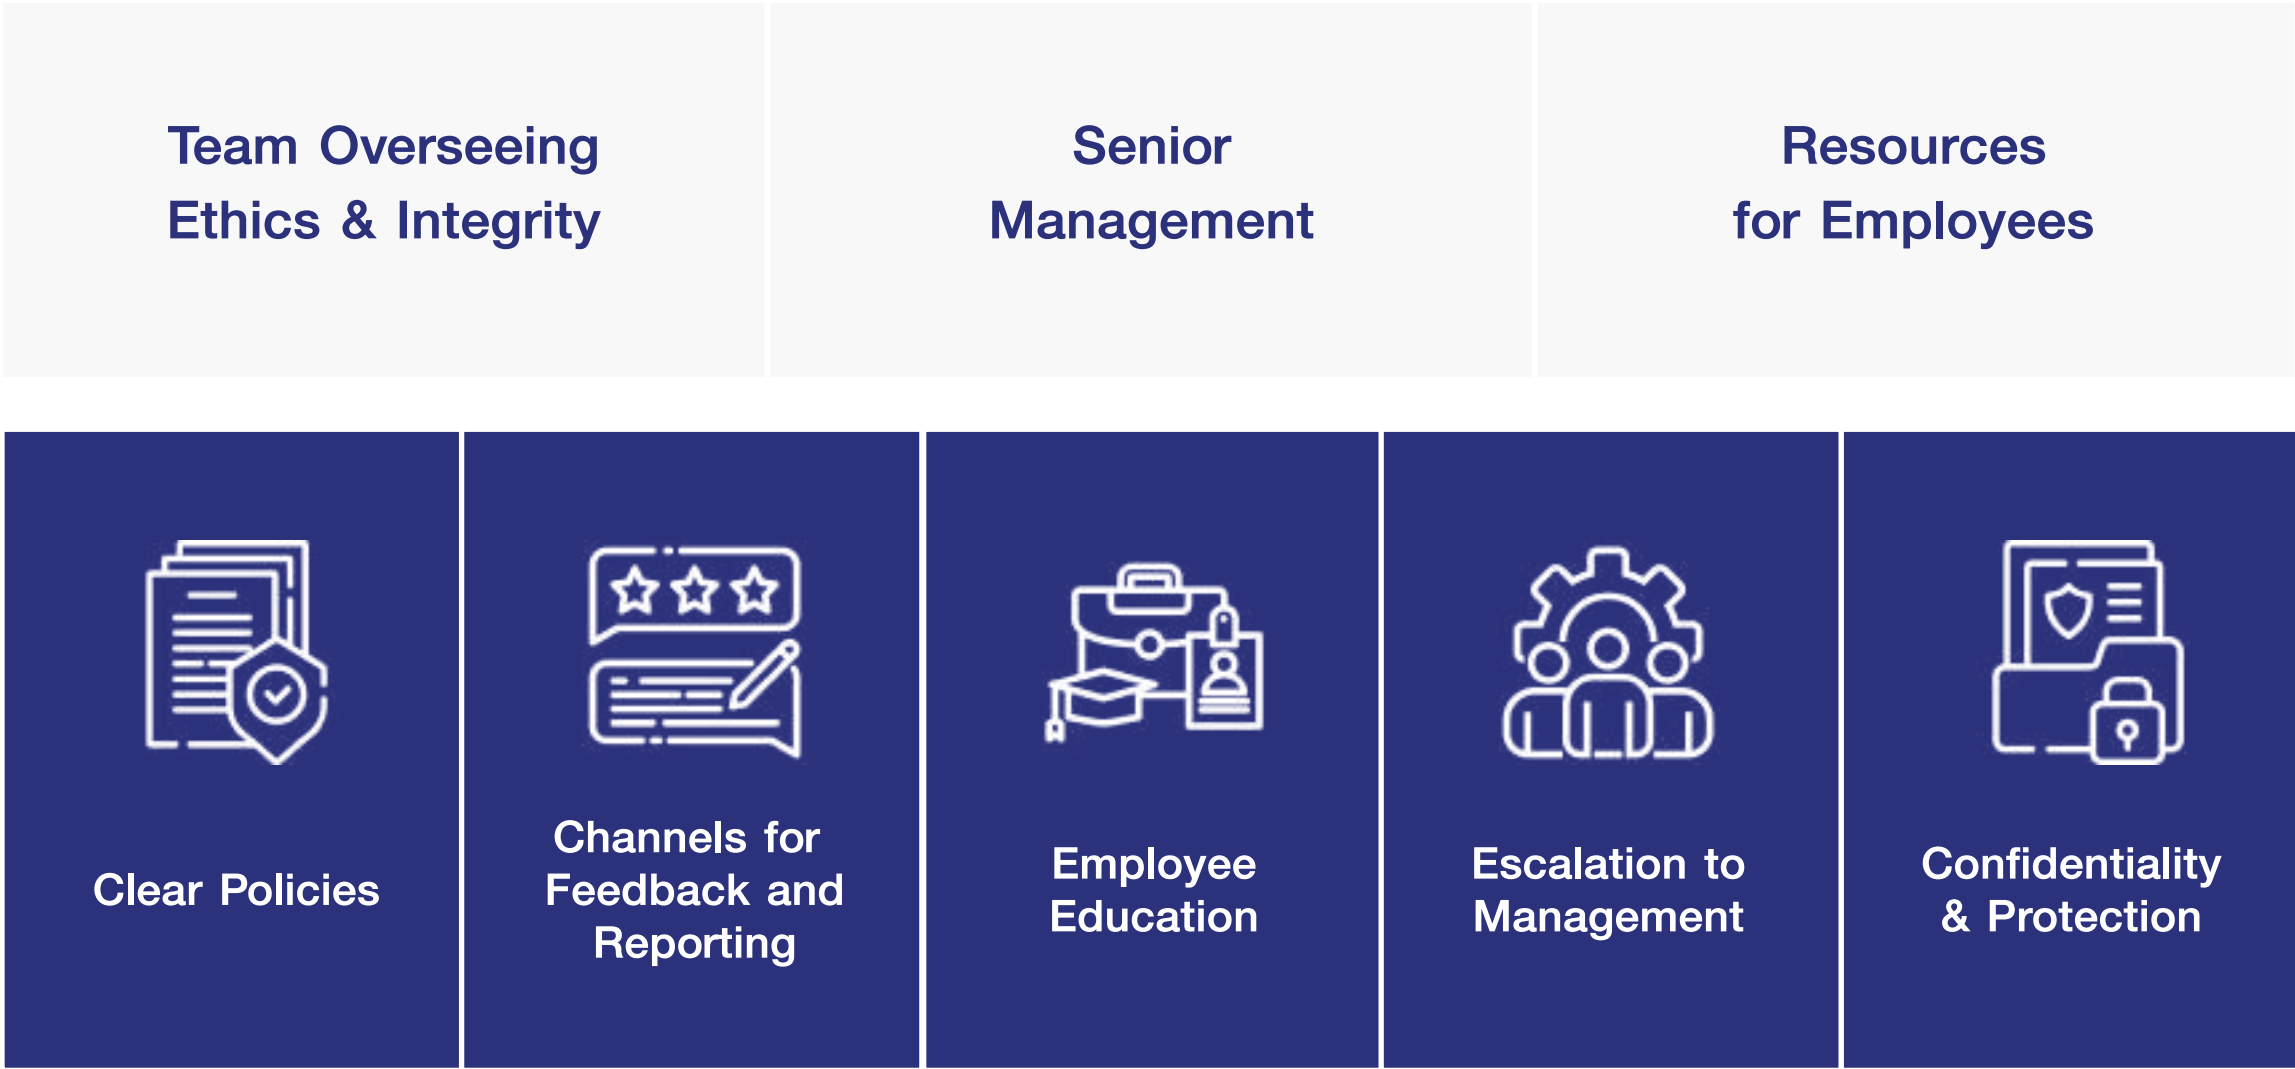 Team Overseeing
Ethics & Integrity
Senior
Management
Resources
for Employees
Clear Policies
Channels for
Feedback and
Reporting
Employee
Education
Escalation to
Management
Confidentiality
& Protection